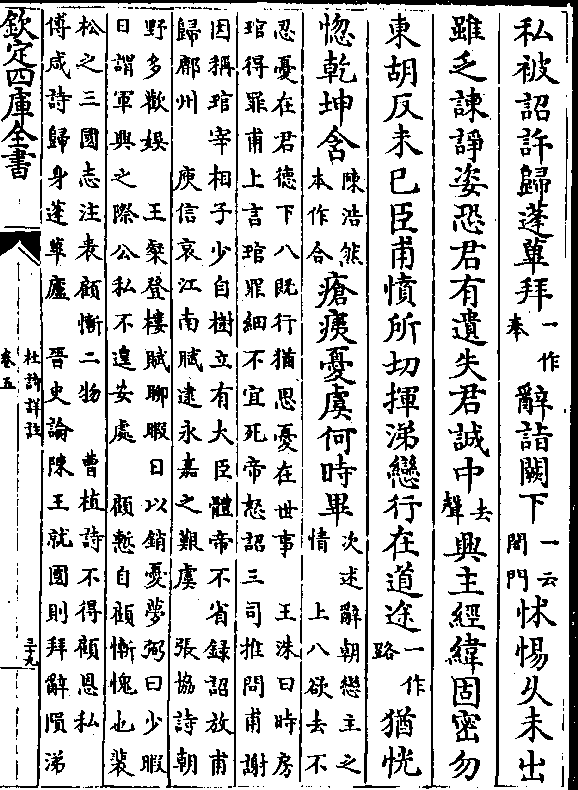 私被詔許歸蓬蓽拜一作奉辭詣闕下一云閤門怵惕久未出
雖乏諫諍姿恐君有遺失君誠中去聲興主經緯固密勿
東胡反未已臣甫憤所切揮涕戀行在道途一作路猶恍
惚乾坤含陳浩然本作合瘡痍憂虞何時畢次述辭朝戀主之情 上八欲去不
忍憂在君德下八既行猶思憂在世事 王洙曰時房
琯得罪甫上言琯罪細不宜死帝怒詔三司推問甫謝
因稱琯宰相子少自樹立有大臣體帝不省録詔放甫
歸鄜州 庾信哀江南賦逮永嘉之艱虞 張協詩朝
野多歡娱 王粲登樓賦聊暇日以銷憂夢弼曰少暇
日謂軍興之際公私不遑安處 顧慙自顧慚愧也裴
松之三國志注表顧慚二物 曹植詩不得顧恩私
傅咸詩歸身蓬蓽廬 晋史論陳王就國則拜辭隕涕
欽定四庫全書
杜詩詳註
卷五
三十九